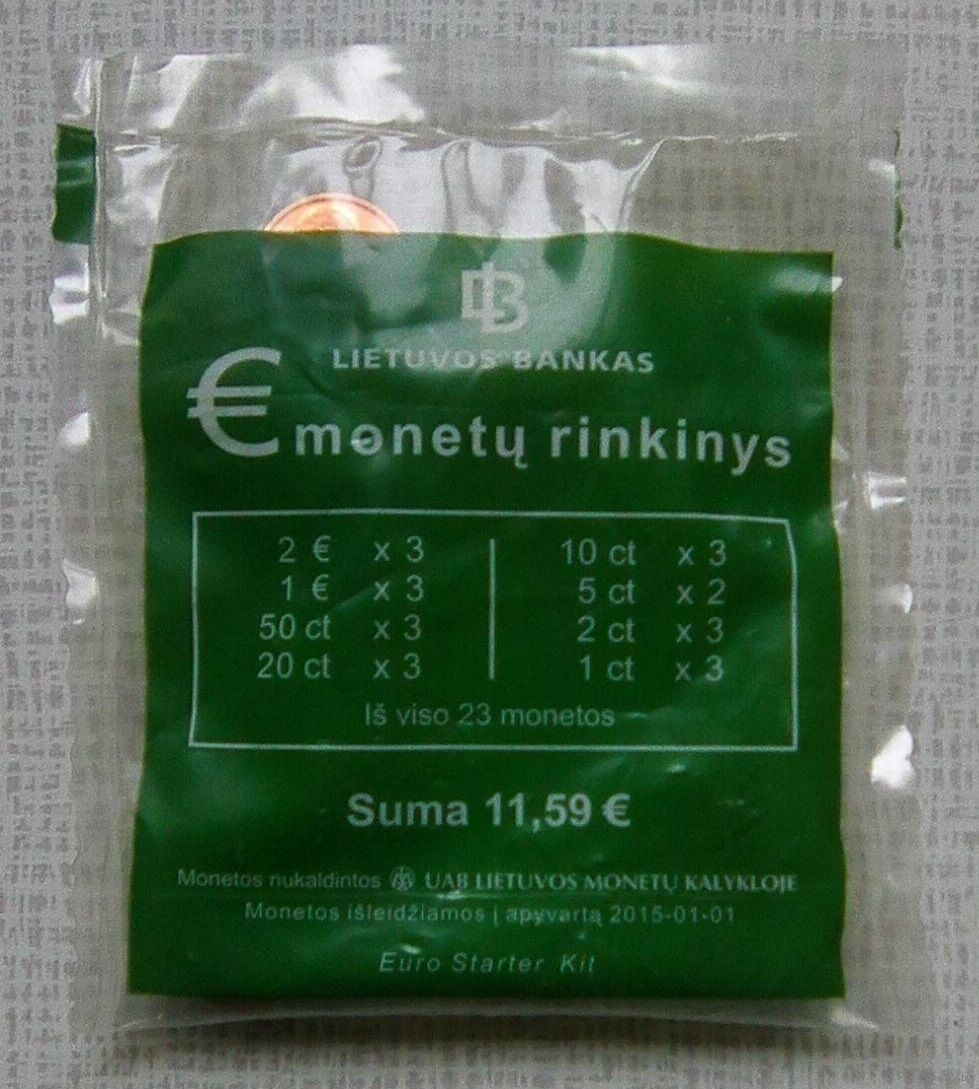 LB
LIETUVOS BANKAS
€ monetų rinkinys
2 € x 3 10 ct x 3
1 € x 3 5 ct x 2
50 ct x 3 2 ct x 3
20 ct x 3 1 ct x 3
Iš viso 23 monetos
Suma 11,59 €
Monetos nukaldintos UAB LIETUVOS MONETŲ KALYKLOJE
Monetos išleidžiamos į apyvartą 2015-01-01
Euro Starter Kit